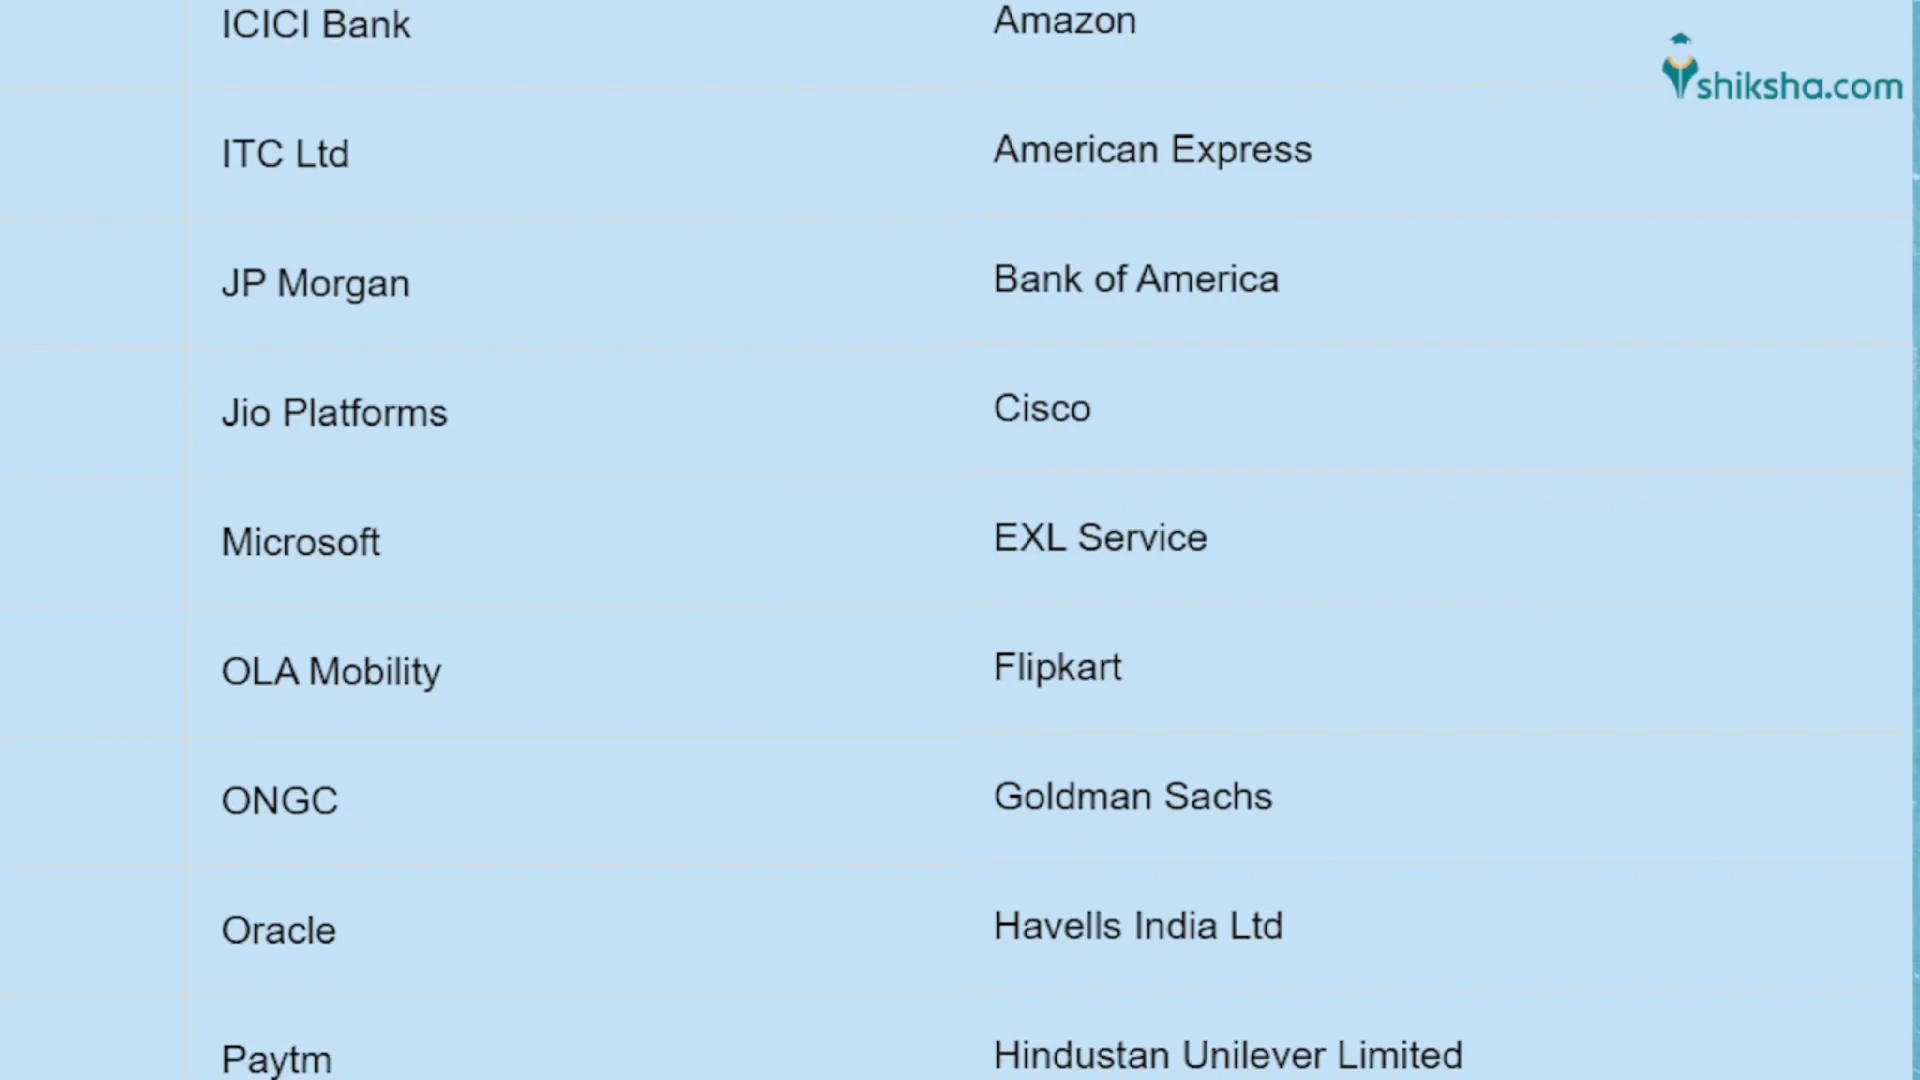 ICICI Bank Amazon
shiksha.com
ITC Ltd American Express
JP Morgan Bank of America
Jio Platforms Cisco
Microsoft EXL Service
OLA Mobility Flipkart
ONGC Goldman Sachs
Oracle Havells India Ltd
Paytm Hindustan Unilever Limited